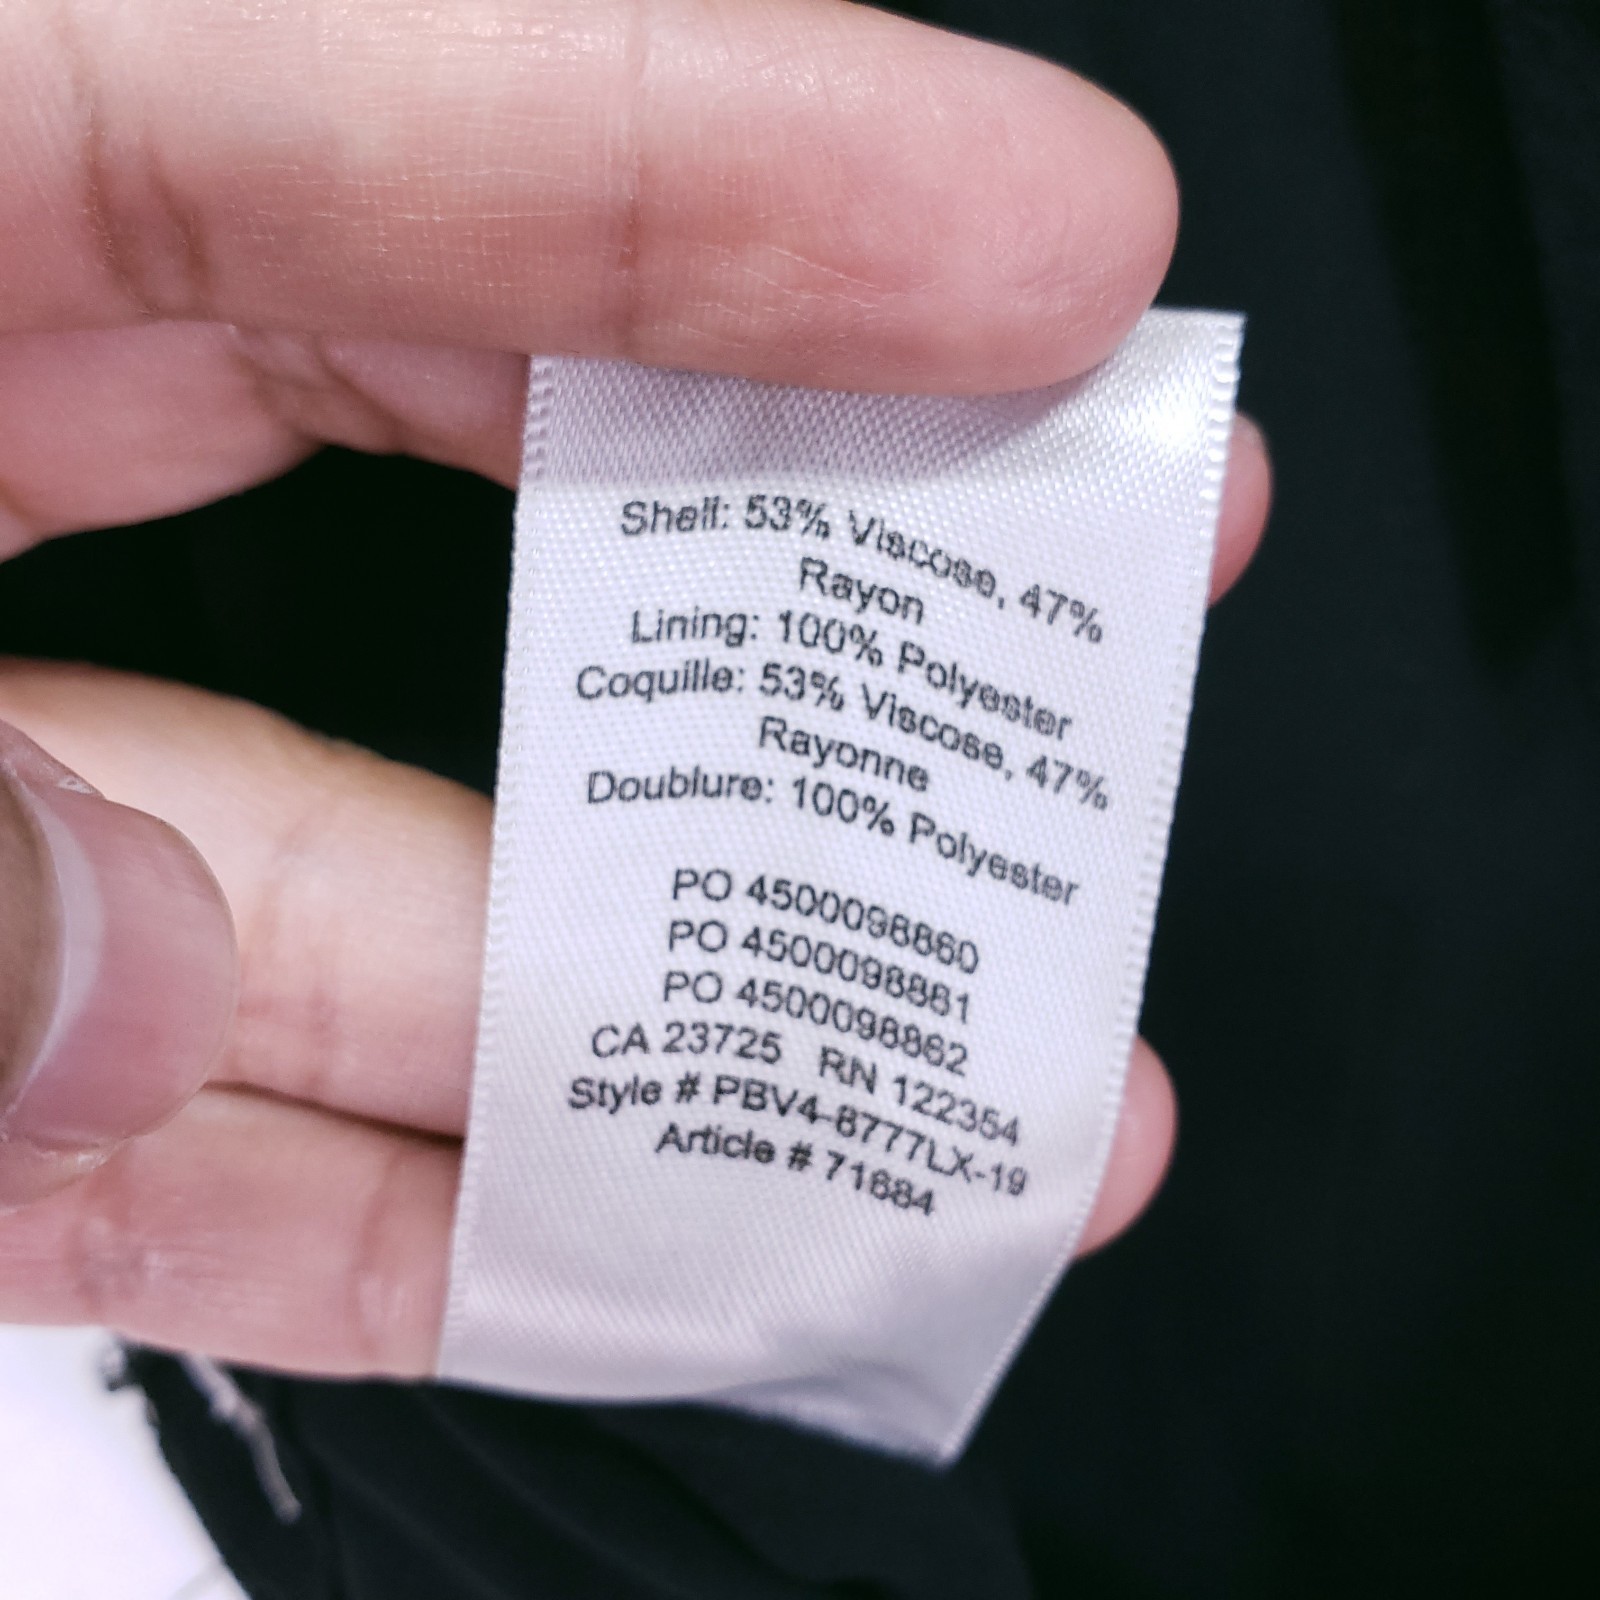 Shell: 53% Viscose, 47%
Rayon
Lining: 100% Polyester
Coquille: 53% Viscose, 47%
Rayonne
Doublure: 100% Polyester
PO 4500098860
PO 4500098861
PO 4500098862
CA 23725 RN 122354
Style # PBV4-8777LX-19
Article # 71684